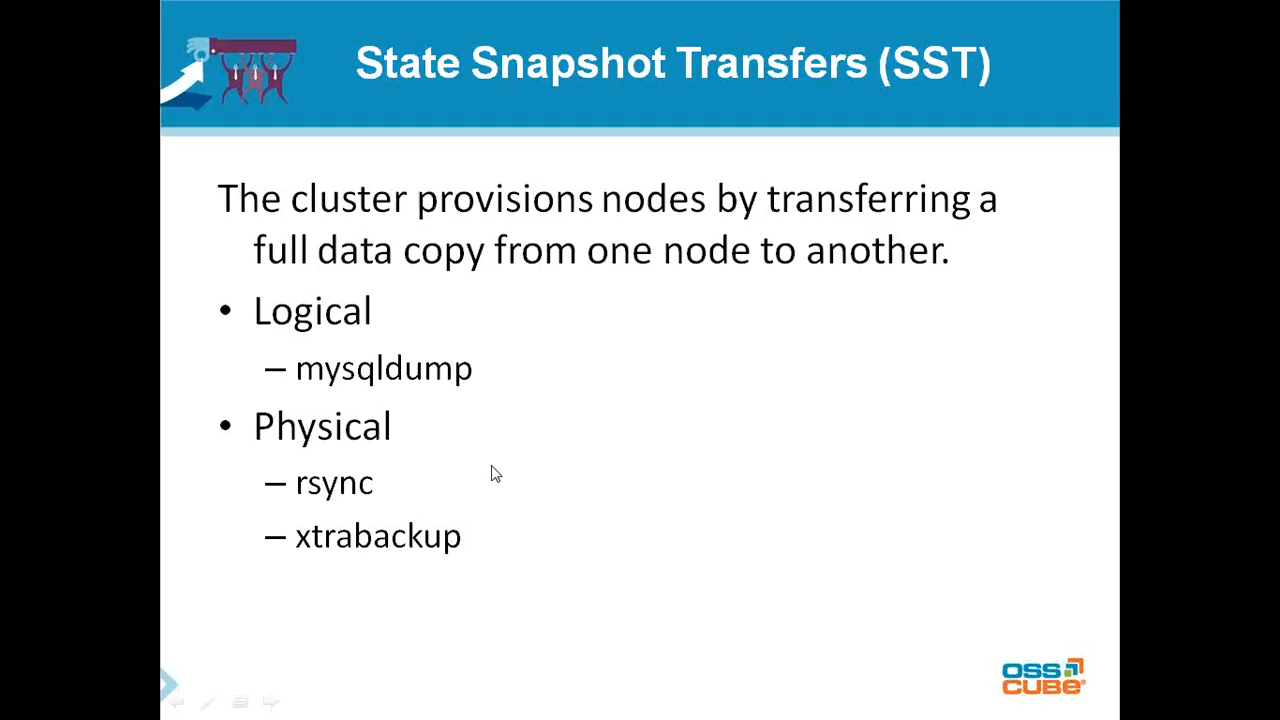 State Snapshot Transfers (SST)
The cluster provisions nodes by transferring a
full data copy from one node to another.
• Logical
– mysqldump
• Physical
– rsync
– xtrabackup
OSS
CUBE